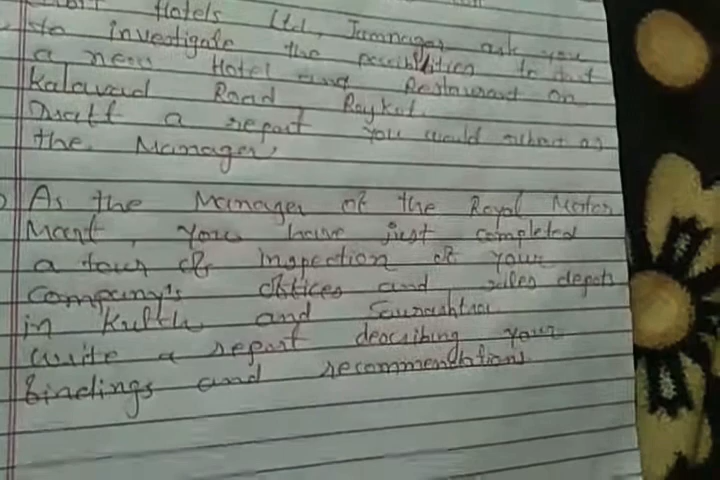 Hotels Ltd, Jamnagar ask you
to investigate the possibilities to start
a new Hotel and Restaurant on
Kalavad Road, Rajkot.
Draft a report you would submit as
the Manager.
As the Manager of the Royal Motor
Mart, you have just completed
a tour of inspection of your
company's offices and sales depots
in Kutch and Saurashtra
write a report describing your
findings and recommendations